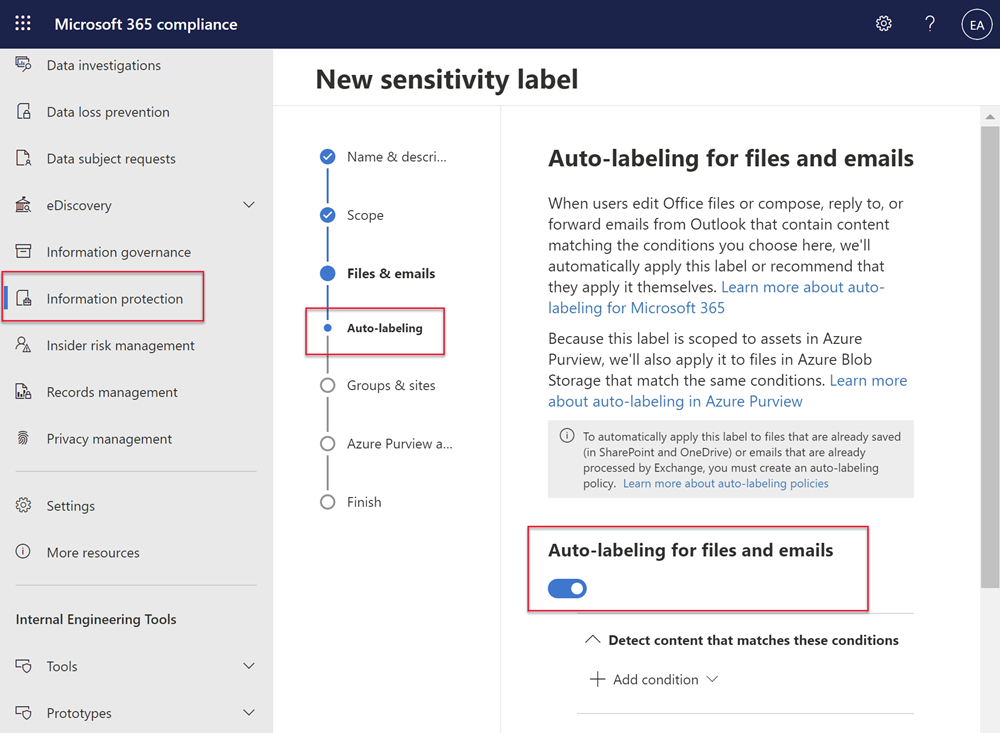 Microsoft 365 compliance
EA
Data investigations
Data loss prevention
Data subject requests
eDiscovery
Information governance
Information protection
Insider risk management
Records management
Privacy management
Settings
More resources
Internal Engineering Tools
Tools
Prototypes
New sensitivity label
Name & descri...
Scope
Files & emails
Auto-labeling
Groups & sites
Azure Purview a...
Finish
Auto-labeling for files and emails
When users edit Office files or compose, reply to, or
forward emails from Outlook that contain content
matching the conditions you choose here, we'll
automatically apply this label or recommend that
they apply it themselves. Learn more about auto-
labeling for Microsoft 365
Because this label is scoped to assets in Azure
Purview, we'll also apply it to files in Azure Blob
Storage that match the same conditions. Learn more
about auto-labeling in Azure Purview
To automatically apply this label to files that are already saved
(in SharePoint and OneDrive) or emails that are already
processed by Exchange, you must create an auto-labeling
policy. Learn more about auto-labeling policies
Auto-labeling for files and emails
Detect content that matches these conditions
Add condition